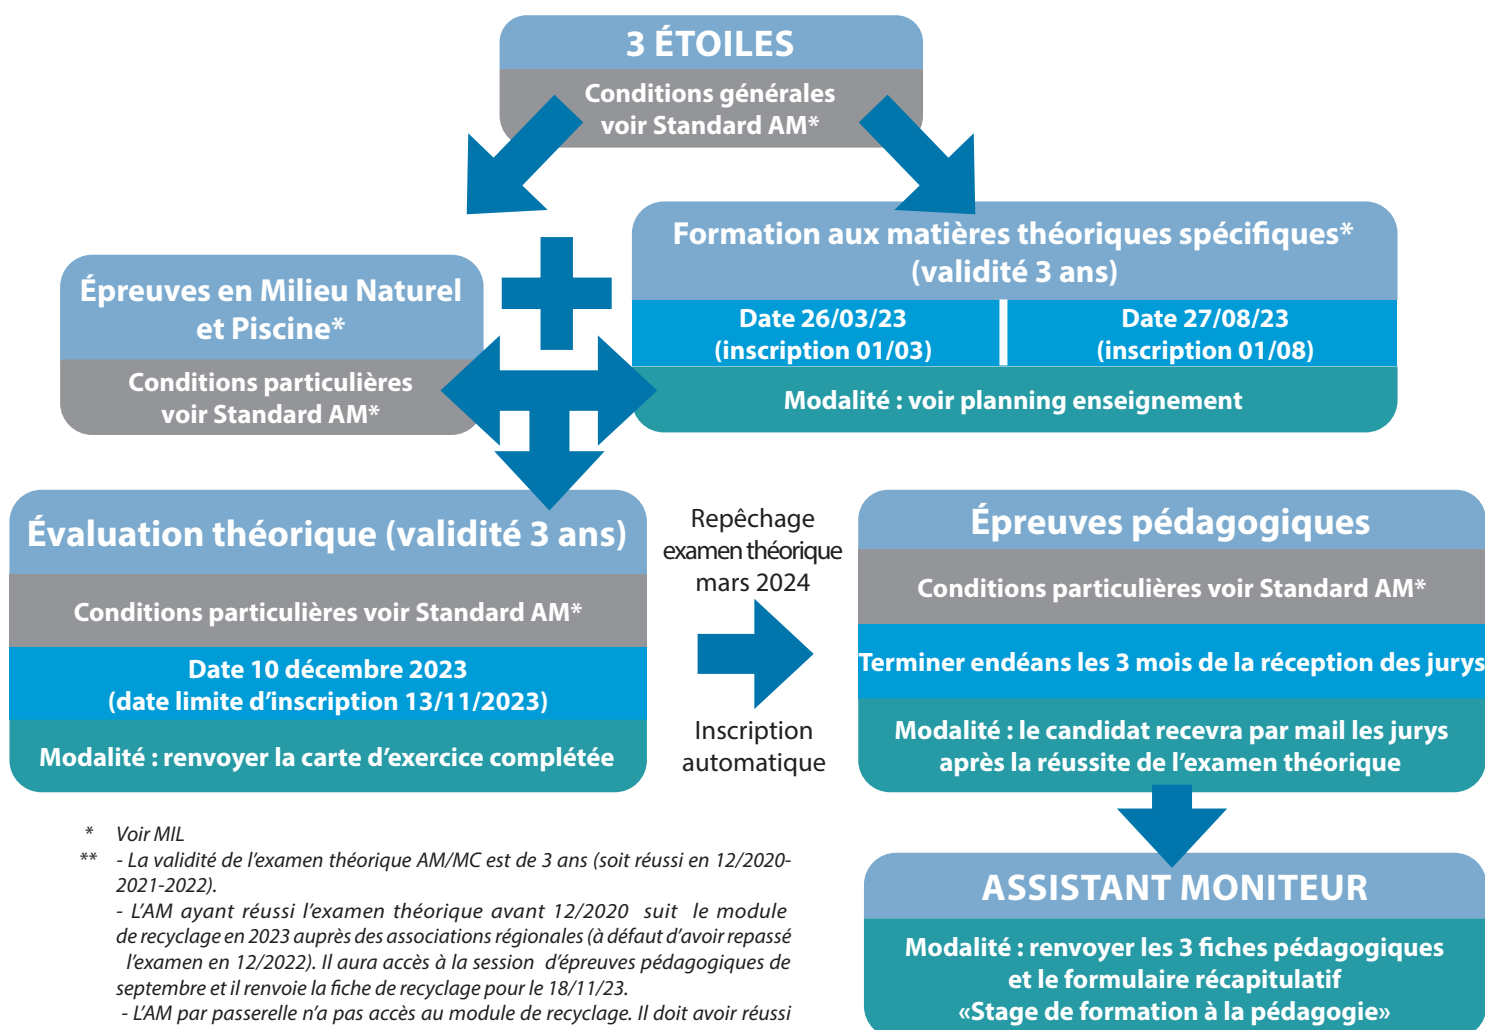 3 ÉTOILES
Conditions générales
voir Standard AM*
Formation aux matières théoriques spécifiques*
(validité 3 ans)
Date 26/03/23
(inscription 01/03)
Date 27/08/23
(inscription 01/08)
Modalité : voir planning enseignement
Épreuves en Milieu Naturel
et Piscine*
Conditions particulières
voir Standard AM*
Évaluation théorique (validité 3 ans)
Conditions particulières voir Standard AM*
Date 10 décembre 2023
(date limite d’inscription 13/11/2023)
Modalité : renvoyer la carte d’exercice complétée
Repêchage
examen théorique
mars 2024
Inscription
automatique
Épreuves pédagogiques
Conditions particulières voir Standard AM*
Terminer endéans les 3 mois de la réception des jurys
Modalité : le candidat recevra par mail les jurys
après la réussite de l’examen théorique
ASSISTANT MONITEUR
Modalité : renvoyer les 3 fiches pédagogiques
et le formulaire récapitulatif
«Stage de formation à la pédagogie»
* Voir MIL
** - La validité de l’examen théorique AM/MC est de 3 ans (soit réussi en 12/2020-
2021-2022).
- L’AM ayant réussi l’examen théorique avant 12/2020 suit le module
de recyclage en 2023 auprès des associations régionales (à défaut d’avoir repassé
l’examen en 12/2022). Il aura accès à la session d’épreuves pédagogiques de
septembre et il renvoie la fiche de recyclage pour le 18/11/23.
- L’AM par passerelle n’a pas accès au module de recyclage. Il doit avoir réussi